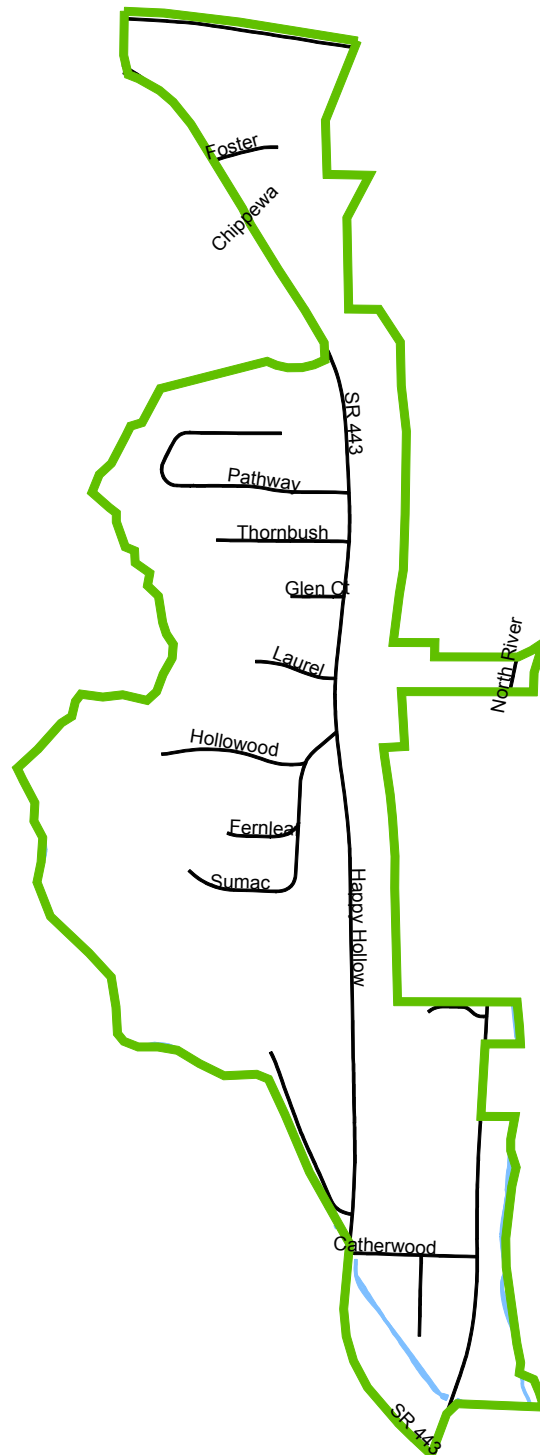 Foster
Chippewa
SR 443
Pathway
Thornbush
Glen Ct
Laurel
North River
Hollowood
Fernleaf
Sumac
Happy Hollow
Catherwood
SR 443